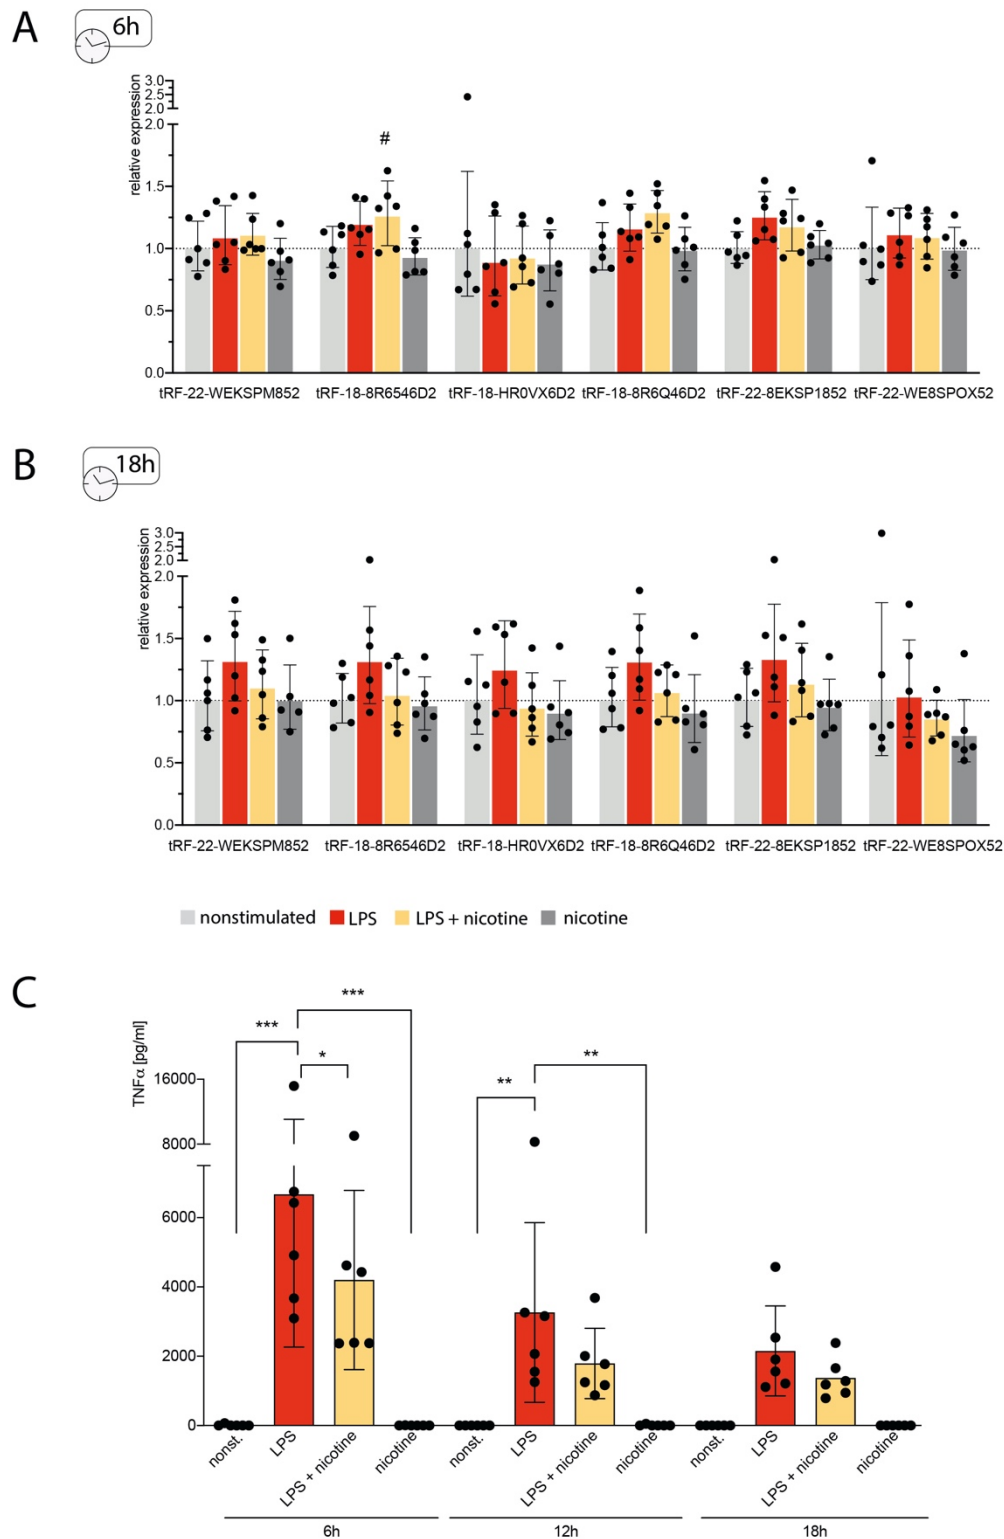 A
6h
relative expression
3.0
2.5
2.0
2.0
1.5
1.0
0.5
0.0
#
tRF-22-WEKSPM852 tRF-18-8R6546D2 tRF-18-HR0VX6D2 tRF-18-8R6Q46D2 tRF-22-8EKSP1852 tRF-22-WE8SPOX52
B
18h
relative expression
3.0
2.5
2.0
2.0
1.5
1.0
0.5
0.0
tRF-22-WEKSPM852 tRF-18-8R6546D2 tRF-18-HR0VX6D2 tRF-18-8R6Q46D2 tRF-22-8EKSP1852 tRF-22-WE8SPOX52
nonstimulated LPS LPS + nicotine nicotine
C
TNFα [pg/ml]
16000
8000
6000
4000
2000
0
*** *** *
** **
nonst. LPS LPS + nicotine nicotine nonst. LPS LPS + nicotine nicotine nonst. LPS LPS + nicotine nicotine
6h 12h 18h